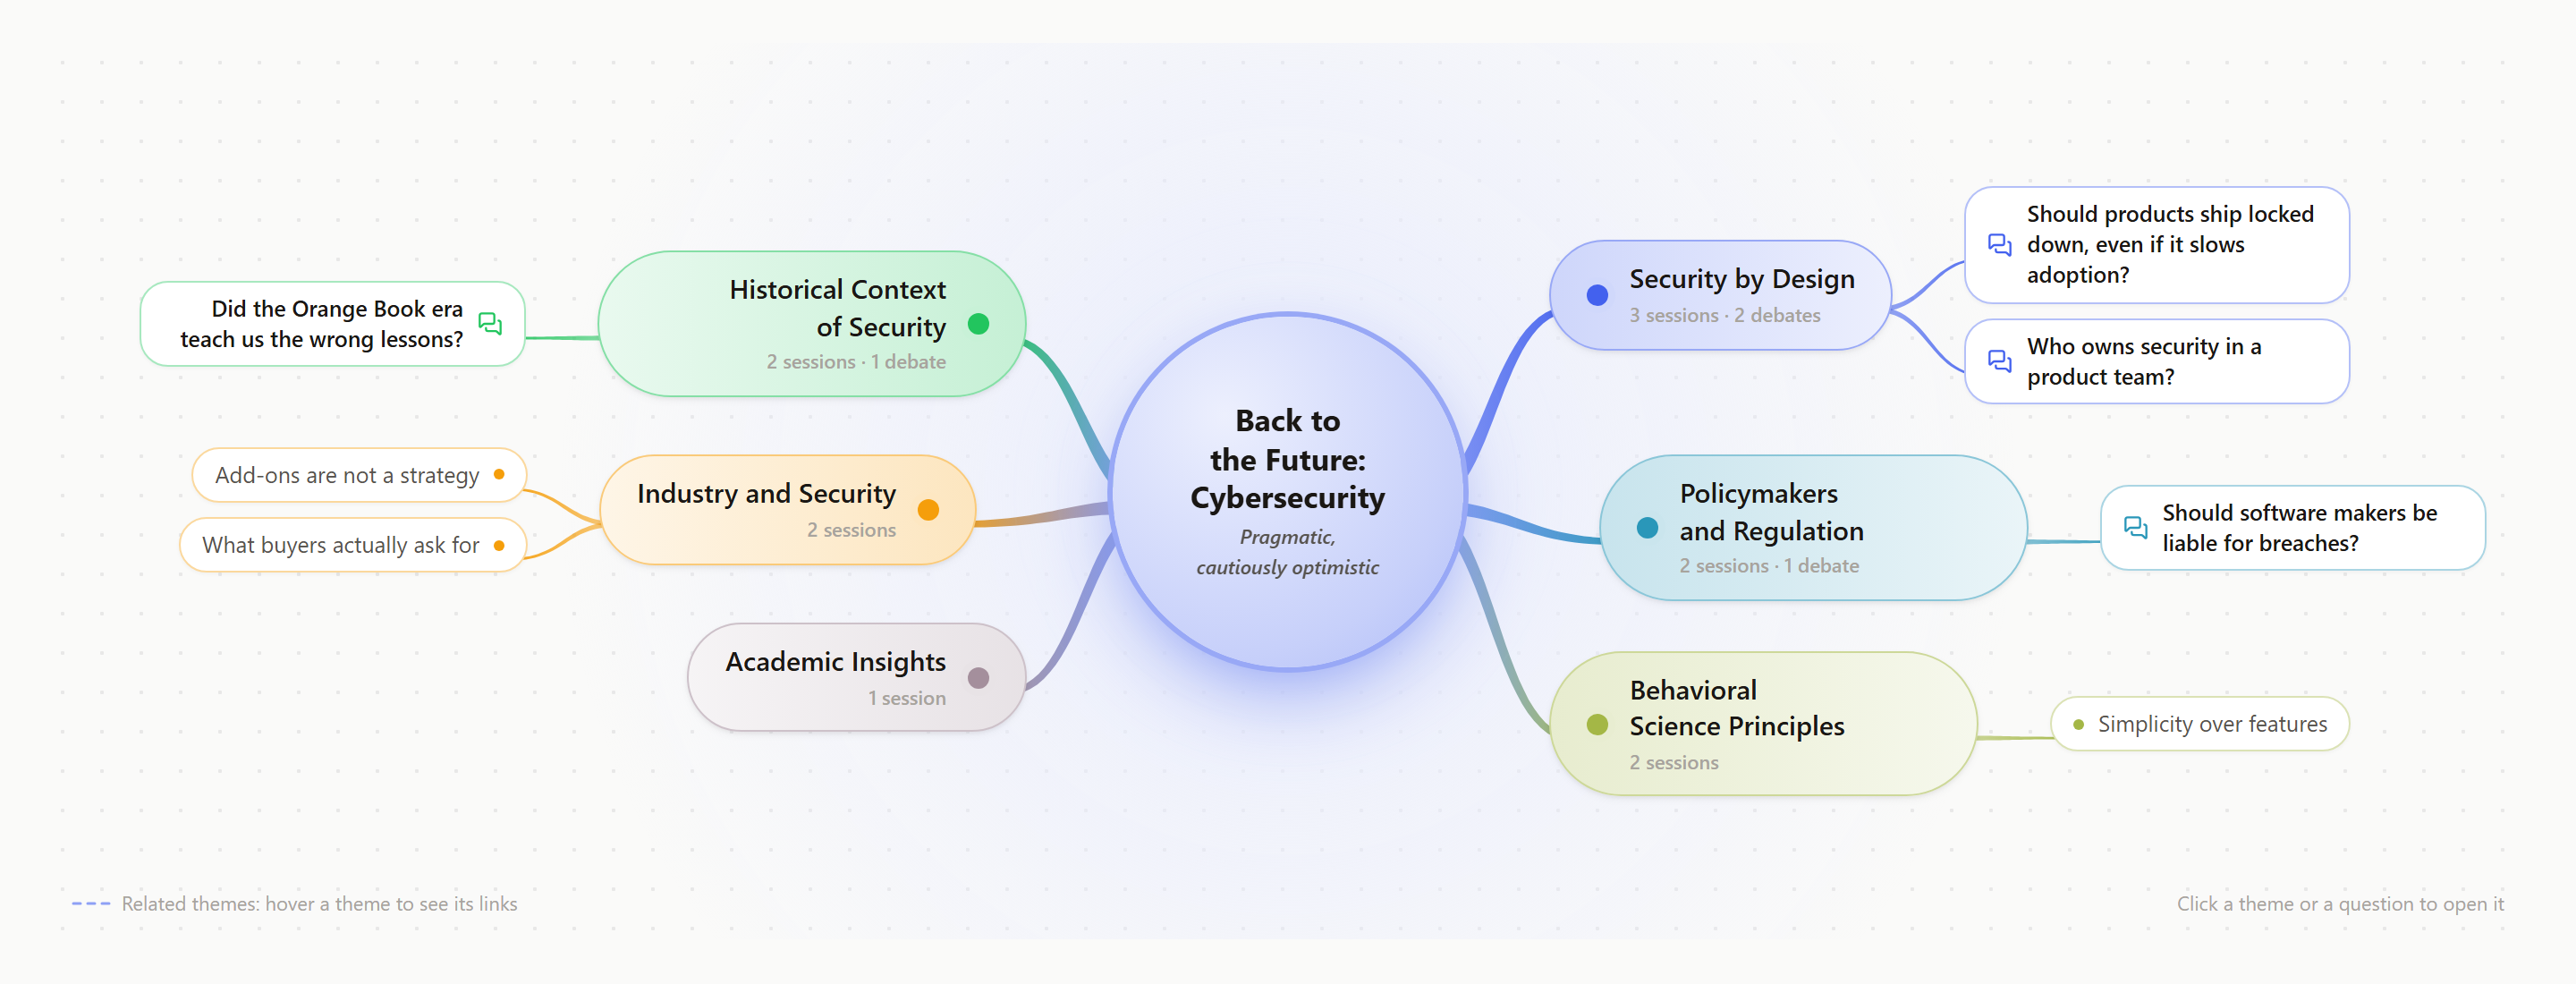 Back to
the Future:
Cybersecurity
Pragmatic,
cautiously optimistic
Historical Context
of Security
2 sessions · 1 debate
Did the Orange Book era
teach us the wrong lessons?
Industry and Security
2 sessions
Add-ons are not a strategy
What buyers actually ask for
Academic Insights
1 session
Security by Design
3 sessions · 2 debates
Should products ship locked
down, even if it slows
adoption?
Who owns security in a
product team?
Policymakers
and Regulation
2 sessions · 1 debate
Should software makers be
liable for breaches?
Behavioral
Science Principles
2 sessions
Simplicity over features
Related themes: hover a theme to see its links
Click a theme or a question to open it